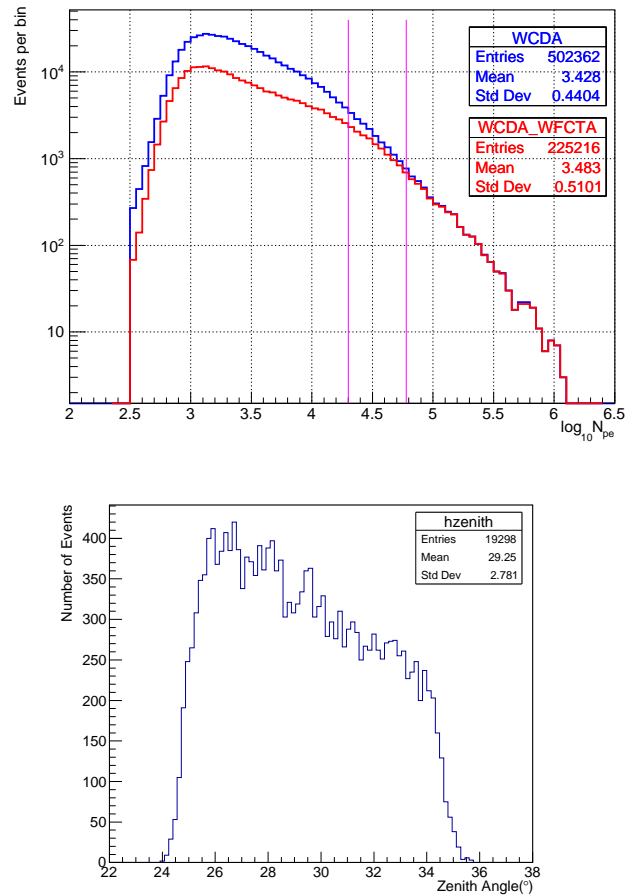 Events per bin
10^4
10^3
10^2
10
2 2.5 3 3.5 4 4.5 5 5.5 6 6.5
log₁₀ N_pe
WCDA
Entries 502362
Mean 3.428
Std Dev 0.4404
WCDA_WFCTA
Entries 225216
Mean 3.483
Std Dev 0.5101
Number of Events
400
350
300
250
200
150
100
50
0
22 24 26 28 30 32 34 36 38
Zenith Angle(°)
hzenith
Entries 19298
Mean 29.25
Std Dev 2.781